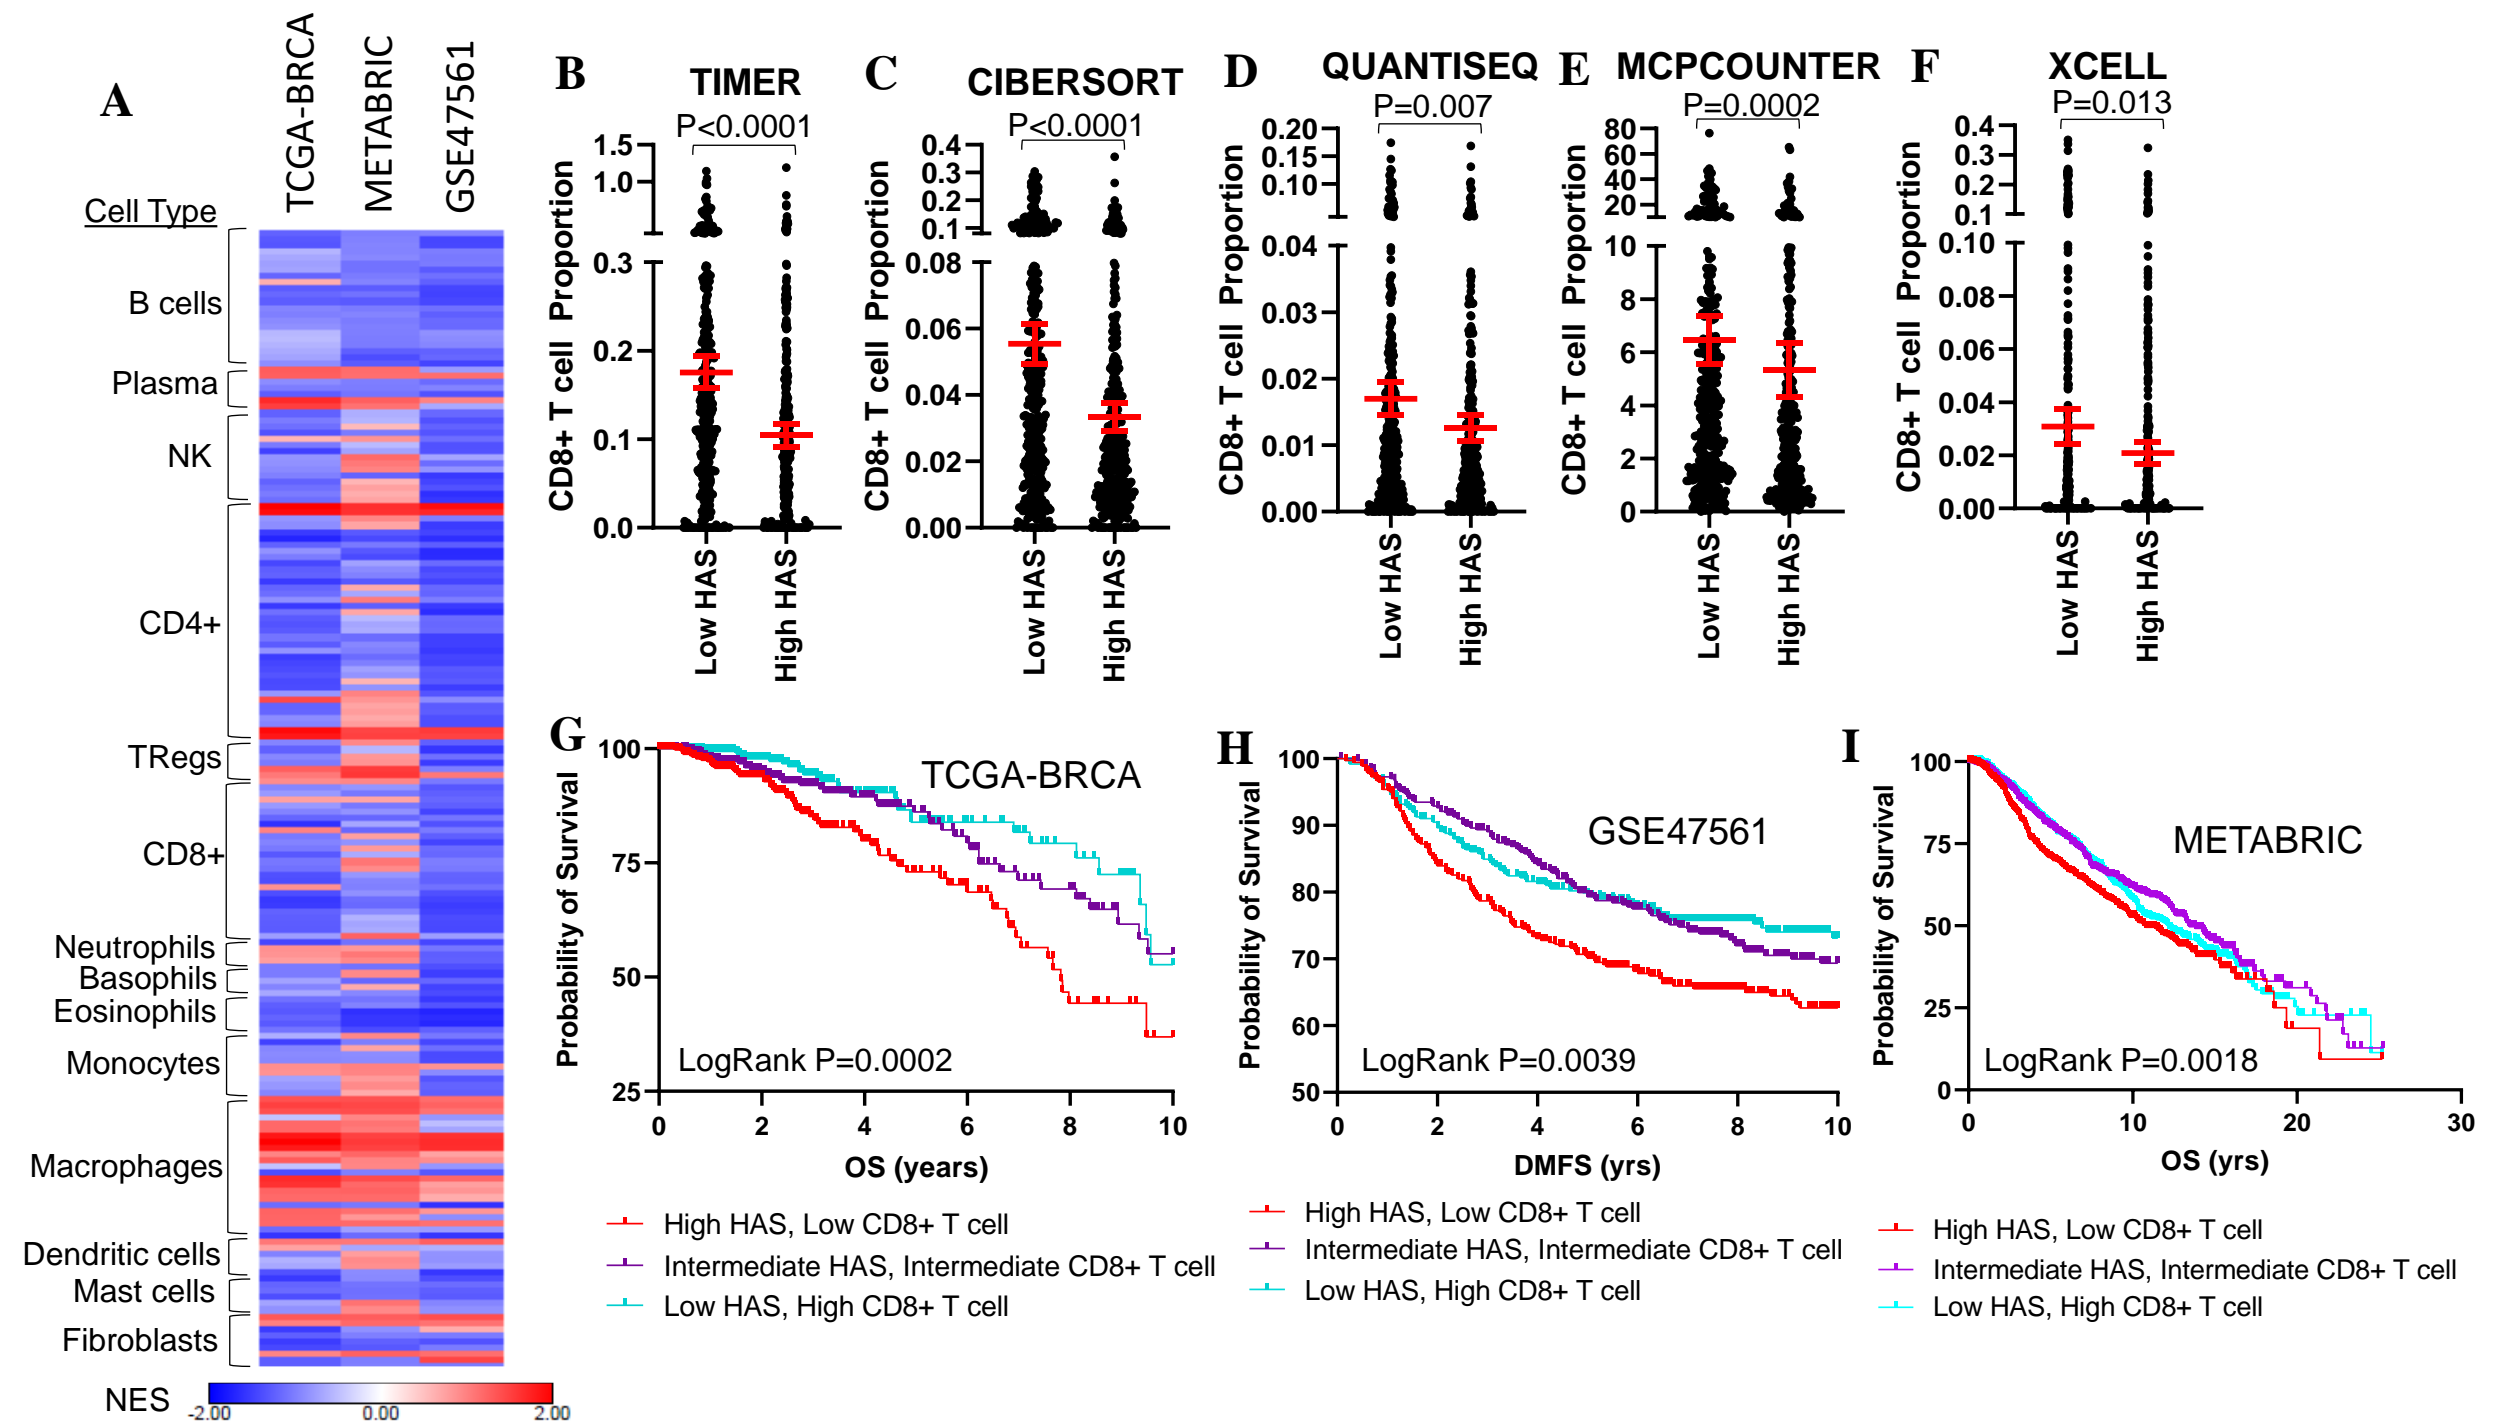 A
TCGA-BRCA
METABRIC
GSE47561
Cell Type
B cells
Plasma
NK
CD4+
TRegs
CD8+
Neutrophils
Basophils
Eosinophils
Monocytes
Macrophages
Dendritic cells
Mast cells
Fibroblasts
NES
-2.00 0.00 2.00
B
TIMER
P<0.0001
CD8+ T cell Proportion
1.5
1.0
0.3
0.2
0.1
0.0
Low HAS
High HAS
C
CIBERSORT
P<0.0001
CD8+ T cell Proportion
0.4
0.3
0.2
0.1
0.08
0.06
0.04
0.02
0.00
Low HAS
High HAS
D
QUANTISEQ
P=0.007
CD8+ T cell Proportion
0.20
0.15
0.10
0.04
0.03
0.02
0.01
0.00
Low HAS
High HAS
E
MCPCOUNTER
P=0.0002
CD8+ T cell Proportion
80
60
40
20
10
8
6
4
2
0
Low HAS
High HAS
F
XCELL
P=0.013
CD8+ T cell Proportion
0.4
0.3
0.2
0.1
0.10
0.08
0.06
0.04
0.02
0.00
Low HAS
High HAS
G
TCGA-BRCA
Probability of Survival
100
75
50
25
LogRank P=0.0002
0 2 4 6 8 10
OS (years)
High HAS, Low CD8+ T cell
Intermediate HAS, Intermediate CD8+ T cell
Low HAS, High CD8+ T cell
H
GSE47561
Probability of Survival
100
90
80
70
60
50
LogRank P=0.0039
0 2 4 6 8 10
DMFS (yrs)
High HAS, Low CD8+ T cell
Intermediate HAS, Intermediate CD8+ T cell
Low HAS, High CD8+ T cell
I
METABRIC
Probability of Survival
100
75
50
25
0
LogRank P=0.0018
0 10 20 30
OS (yrs)
High HAS, Low CD8+ T cell
Intermediate HAS, Intermediate CD8+ T cell
Low HAS, High CD8+ T cell